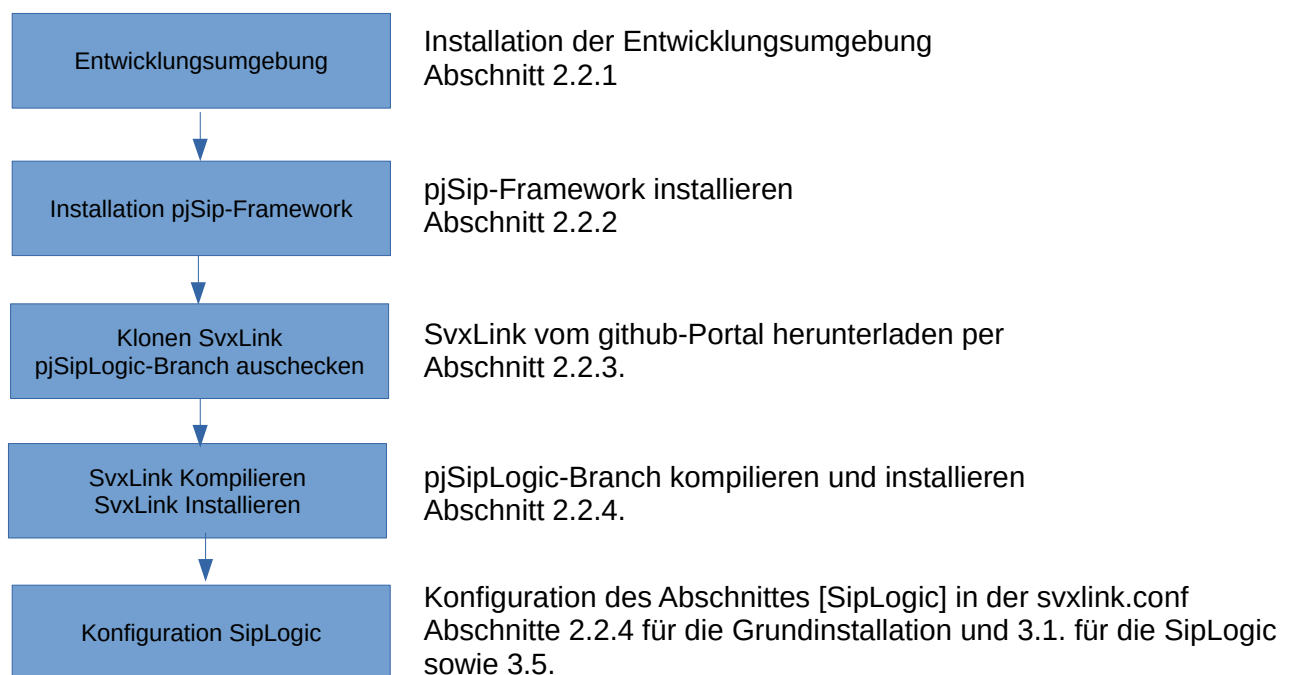 Entwicklungsumgebung
Installation der Entwicklungsumgebung
Abschnitt 2.2.1
Installation pjSip-Framework
pjSip-Framework installieren
Abschnitt 2.2.2
Klonen SvxLink
pjSipLogic-Branch auschecken
SvxLink vom github-Portal herunterladen per
Abschnitt 2.2.3.
SvxLink Kompilieren
SvxLink Installieren
pjSipLogic-Branch kompilieren und installieren
Abschnitt 2.2.4.
Konfiguration SipLogic
Konfiguration des Abschnittes [SipLogic] in der svxlink.conf
Abschnitte 2.2.4 für die Grundinstallation und 3.1. für die SipLogic
sowie 3.5.